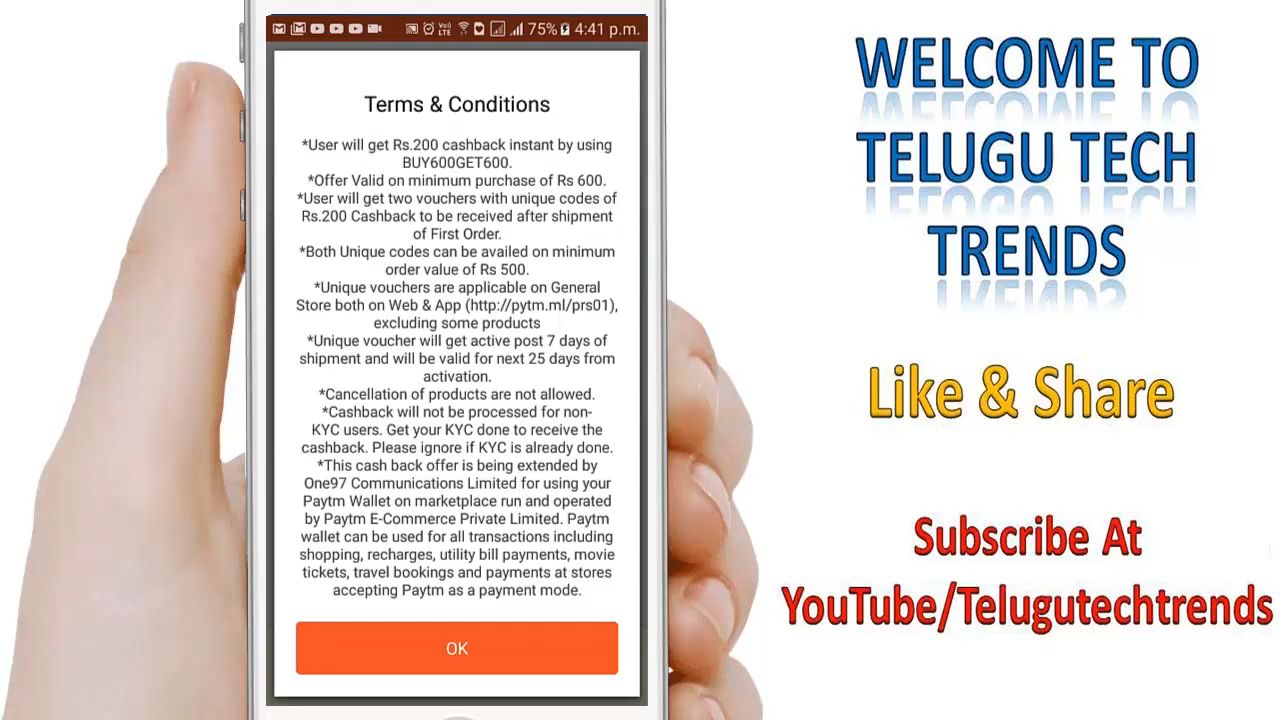 75% 4:41 p.m.
Terms & Conditions
*User will get Rs.200 cashback instant by using
BUY600GET600.
*Offer Valid on minimum purchase of Rs 600.
*User will get two vouchers with unique codes of
Rs.200 Cashback to be received after shipment
of First Order.
*Both Unique codes can be availed on minimum
order value of Rs 500.
*Unique vouchers are applicable on General
Store both on Web & App (http://pytm.ml/prs01),
excluding some products
*Unique voucher will get active post 7 days of
shipment and will be valid for next 25 days from
activation.
*Cancellation of products are not allowed.
*Cashback will not be processed for non-
KYC users. Get your KYC done to receive the
cashback. Please ignore if KYC is already done.
*This cash back offer is being extended by
One97 Communications Limited for using your
Paytm Wallet on marketplace run and operated
by Paytm E-Commerce Private Limited. Paytm
wallet can be used for all transactions including
shopping, recharges, utility bill payments, movie
tickets, travel bookings and payments at stores
accepting Paytm as a payment mode.
OK
WELCOME TO
TELUGU TECH
TRENDS
Like & Share
Subscribe At
YouTube/Telugutechtrends